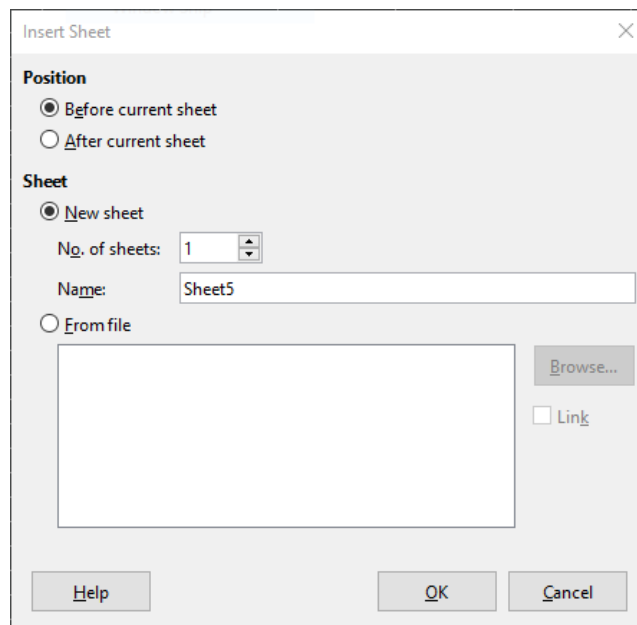 Insert Sheet
Position
Before current sheet
After current sheet
Sheet
New sheet
No. of sheets: 1
Name: Sheet5
From file
Browse...
Link
Help OK Cancel